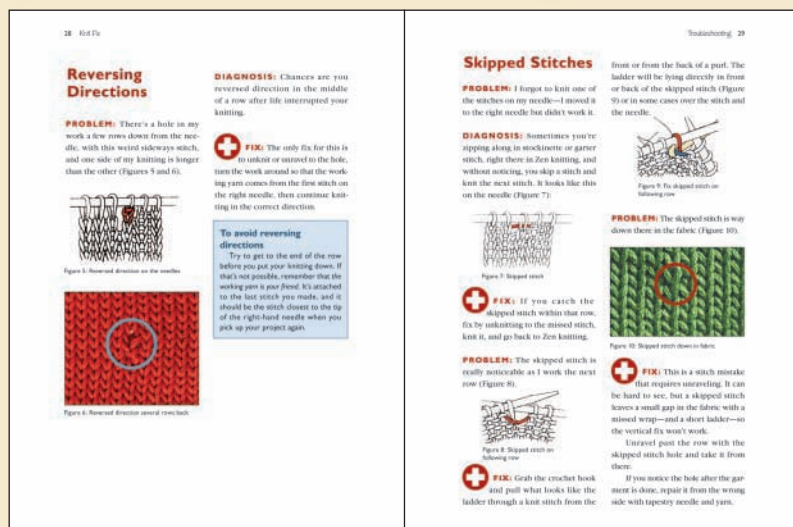 28 Knit Fix
Reversing
Directions
PROBLEM: There's a hole in my
work a few rows down from the nee-
dle, with this weird sideways stitch,
and one side of my knitting is longer
than the other (Figures 5 and 6).
Figure 5: Reversed direction on the needles
Figure 6: Reversed direction several rows back
DIAGNOSIS: Chances are you
reversed direction in the middle
of a row after life interrupted your
knitting.
FIX: The only fix for this is
to unknit or unravel to the hole,
turn the work around so that the work-
ing yarn comes from the first stitch on
the right needle, then continue knit-
ting in the correct direction.
To avoid reversing
directions
Try to get to the end of the row
before you put your knitting down. If
that's not possible, remember that the
working yarn is your friend. It's attached
to the last stitch you made, and it
should be the stitch closest to the tip
of the right-hand needle when you
pick up your project again.
Troubleshooting 29
Skipped Stitches
PROBLEM: I forgot to knit one of
the stitches on my needle—I moved it
to the right needle but didn't work it.
DIAGNOSIS: Sometimes you're
zipping along in stockinette or garter
stitch, right there in Zen knitting, and
without noticing, you skip a stitch and
knit the next stitch. It looks like this
on the needle (Figure 7):
Figure 7: Skipped stitch
FIX: If you catch the
skipped stitch within that row,
fix by unknitting to the missed stitch,
knit it, and go back to Zen knitting.
PROBLEM: The skipped stitch is
really noticeable as I work the next
row (Figure 8).
Figure 8: Skipped stitch on
following row
FIX: Grab the crochet hook
and pull what looks like the
ladder through a knit stitch from the
front or from the back of a purl. The
ladder will be lying directly in front
or back of the skipped stitch (Figure
9) or in some cases over the stitch and
the needle.
Figure 9: Fix skipped stitch on
following row
PROBLEM: The skipped stitch is way
down there in the fabric (Figure 10).
Figure 10: Skipped stitch down in fabric
FIX: This is a stitch mistake
that requires unraveling. It can
be hard to see, but a skipped stitch
leaves a small gap in the fabric with a
missed wrap—and a short ladder—so
the vertical fix won't work.
Unravel past the row with the
skipped stitch hole and take it from
there.
If you notice the hole after the gar-
ment is done, repair it from the wrong
side with tapestry needle and yarn.